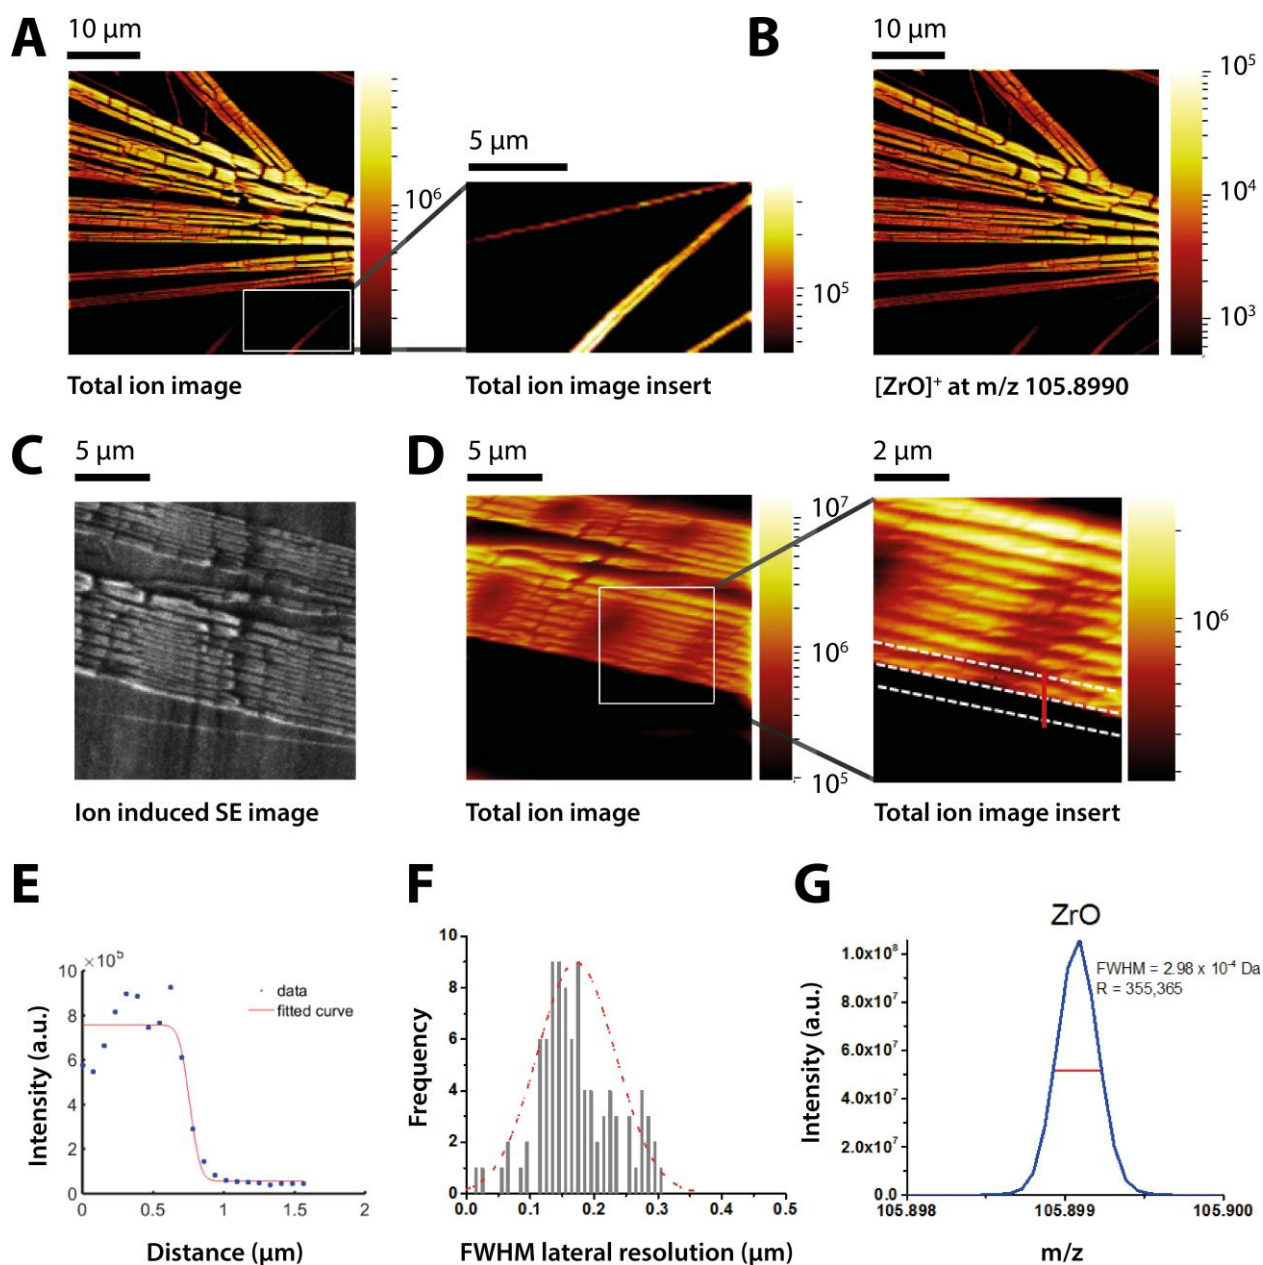 A
10 µm
10⁶
Total ion image
5 µm
10⁵
Total ion image insert
B
10 µm
10⁵
10⁴
10³
[ZrO]⁺ at m/z 105.8990
C
5 µm
Ion induced SE image
D
5 µm
10⁷
10⁶
10⁵
Total ion image
2 µm
10⁶
Total ion image insert
E
×10⁵
10
8
6
4
2
0
0
0.5
1
1.5
2
data
fitted curve
Intensity (a.u.)
Distance (µm)
F
10
8
6
4
2
0
0.0
0.1
0.2
0.3
0.4
0.5
Frequency
FWHM lateral resolution (µm)
G
ZrO
FWHM = 2.98 x 10⁻⁴ Da
R = 355,365
1.0x10⁸
8.0x10⁷
6.0x10⁷
4.0x10⁷
2.0x10⁷
0.0
105.898
105.899
105.900
Intensity (a.u.)
m/z